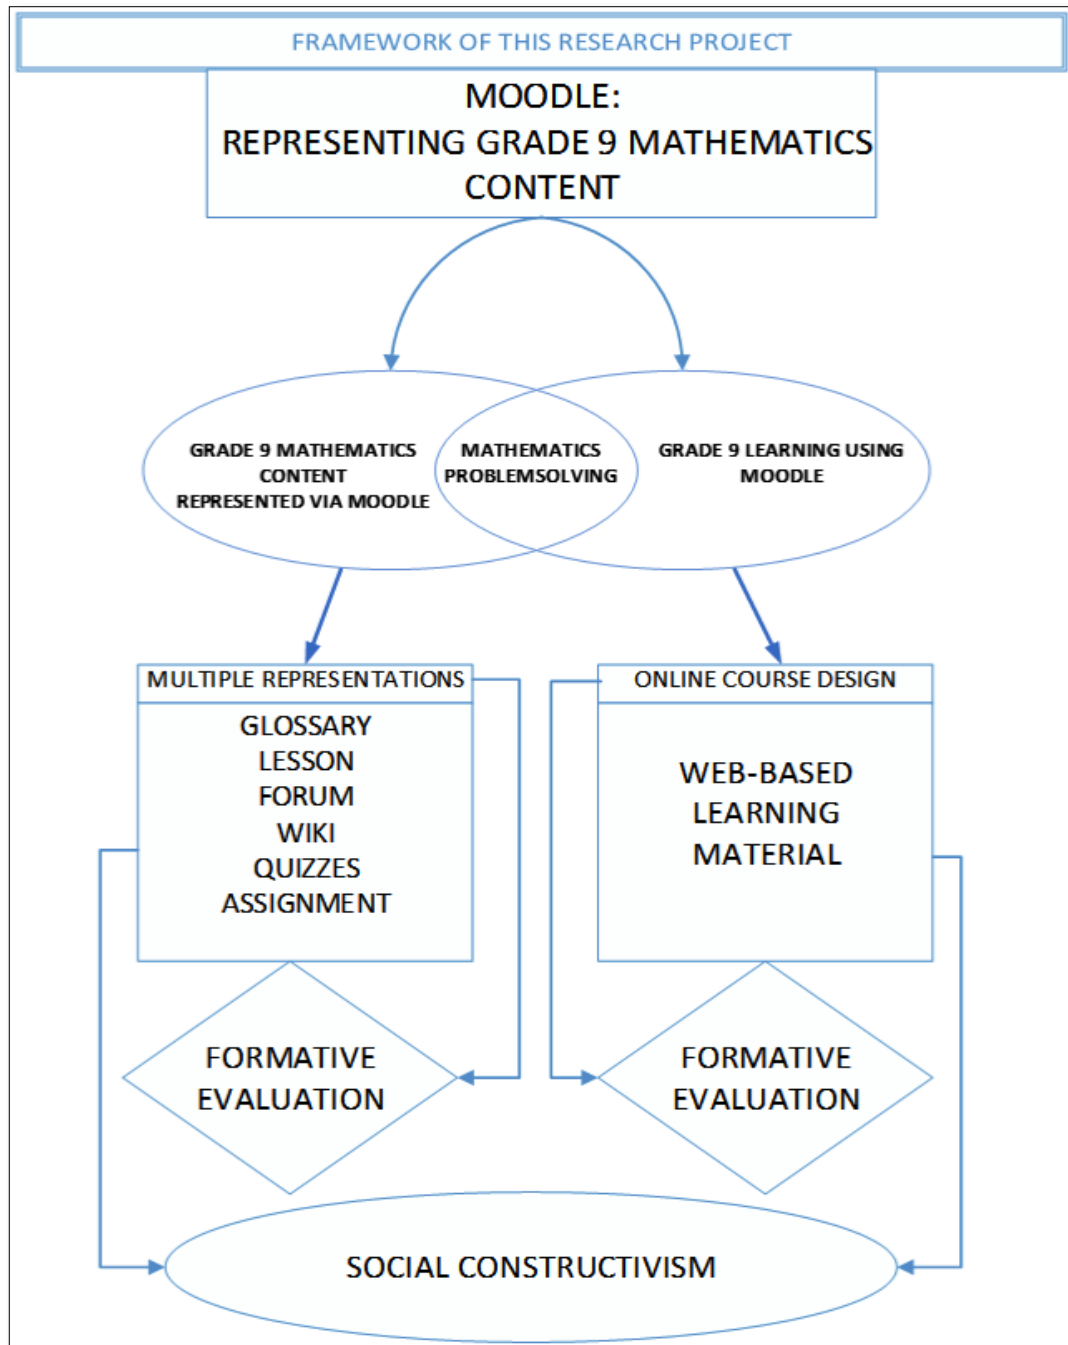 FRAMEWORK OF THIS RESEARCH PROJECT
MOODLE:
REPRESENTING GRADE 9 MATHEMATICS
CONTENT
GRADE 9 MATHEMATICS
CONTENT
REPRESENTED VIA MOODLE
MATHEMATICS
PROBLEMSOLVING
GRADE 9 LEARNING USING
MOODLE
MULTIPLE REPRESENTATIONS
GLOSSARY
LESSON
FORUM
WIKI
QUIZZES
ASSIGNMENT
ONLINE COURSE DESIGN
WEB-BASED
LEARNING
MATERIAL
FORMATIVE
EVALUATION
FORMATIVE
EVALUATION
SOCIAL CONSTRUCTIVISM